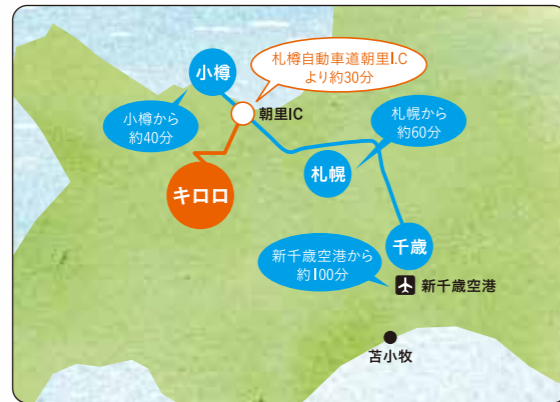 札樽自動車道朝里I.C
より約30分
小樽
朝里IC
小樽から
約40分
札幌から
約60分
札幌
キロロ
千歳
新千歳空港から
約100分
新千歳空港
苫小牧